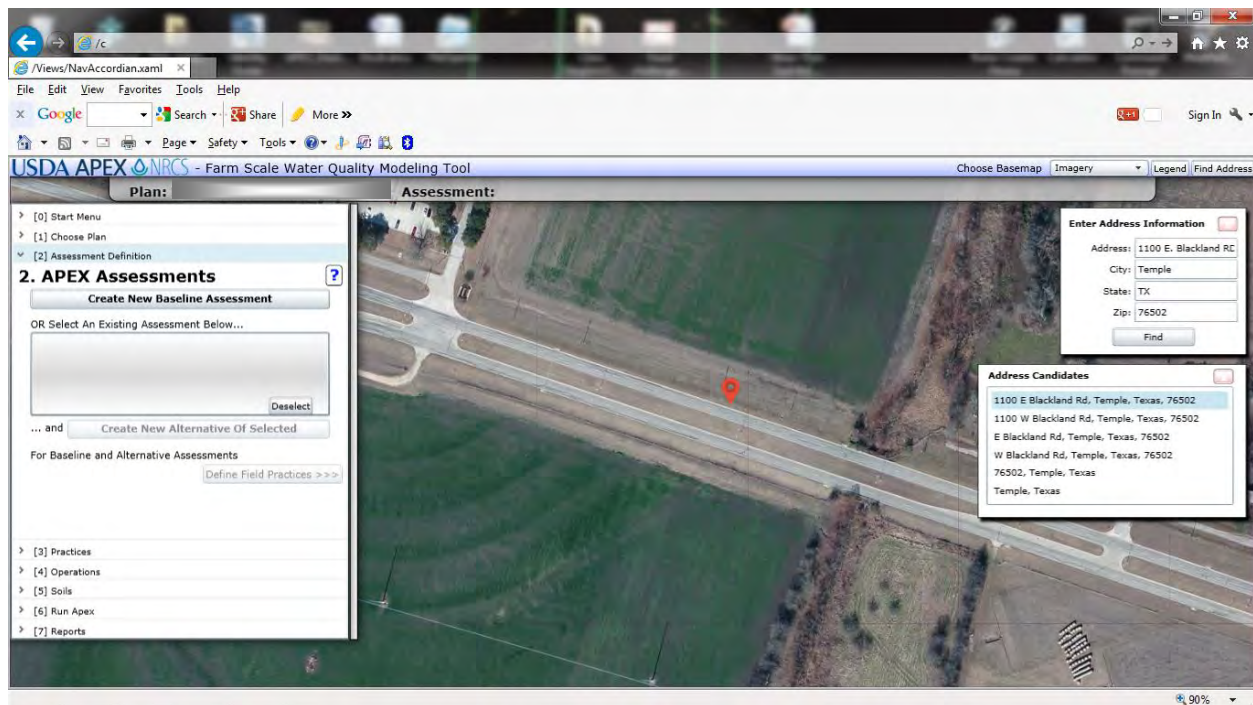 /c
/Views/NavAccordian.xaml ×
File Edit View Favorites Tools Help
x Google Search Share More »
Sign In
Page Safety Tools
USDA APEX NRCS - Farm Scale Water Quality Modeling Tool
Choose Basemap Imagery Legend Find Address
Plan: Assessment:
[0] Start Menu
[1] Choose Plan
[2] Assessment Definition
2. APEX Assessments ?
Create New Baseline Assessment
OR Select An Existing Assessment Below...
Deselect
... and Create New Alternative Of Selected
For Baseline and Alternative Assessments
Define Field Practices >>>
[3] Practices
[4] Operations
[5] Soils
[6] Run Apex
[7] Reports
Enter Address Information
Address: 1100 E. Blackland RD
City: Temple
State: TX
Zip: 76502
Find
Address Candidates
1100 E Blackland Rd, Temple, Texas, 76502
1100 W Blackland Rd, Temple, Texas, 76502
E Blackland Rd, Temple, Texas, 76502
W Blackland Rd, Temple, Texas, 76502
76502, Temple, Texas
Temple, Texas
90%